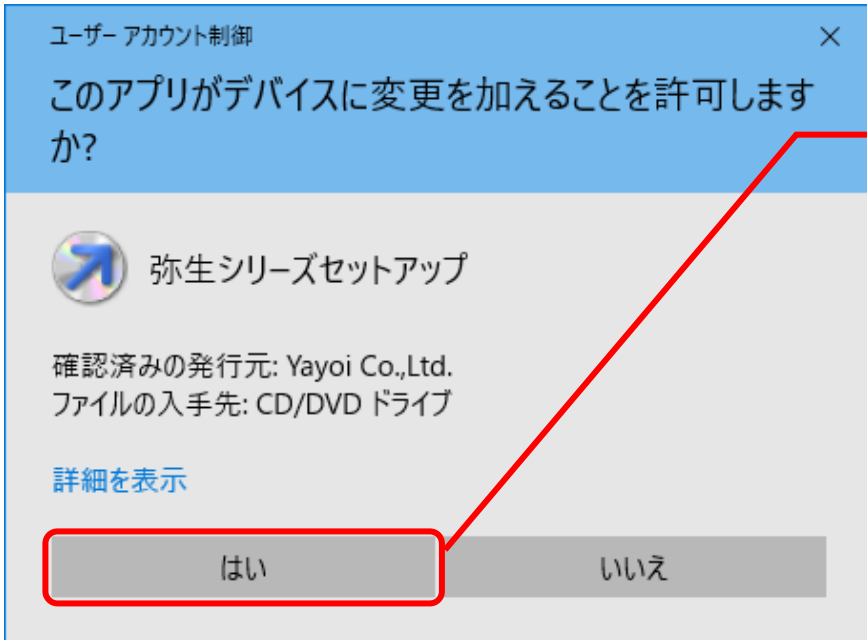 ユーザー アカウント制御
このアプリがデバイスに変更を加えることを許可します
か?
弥生シリーズセットアップ
確認済みの発行元: Yayoi Co.,Ltd.
ファイルの入手先: CD/DVD ドライブ
詳細を表示
はい
いいえ